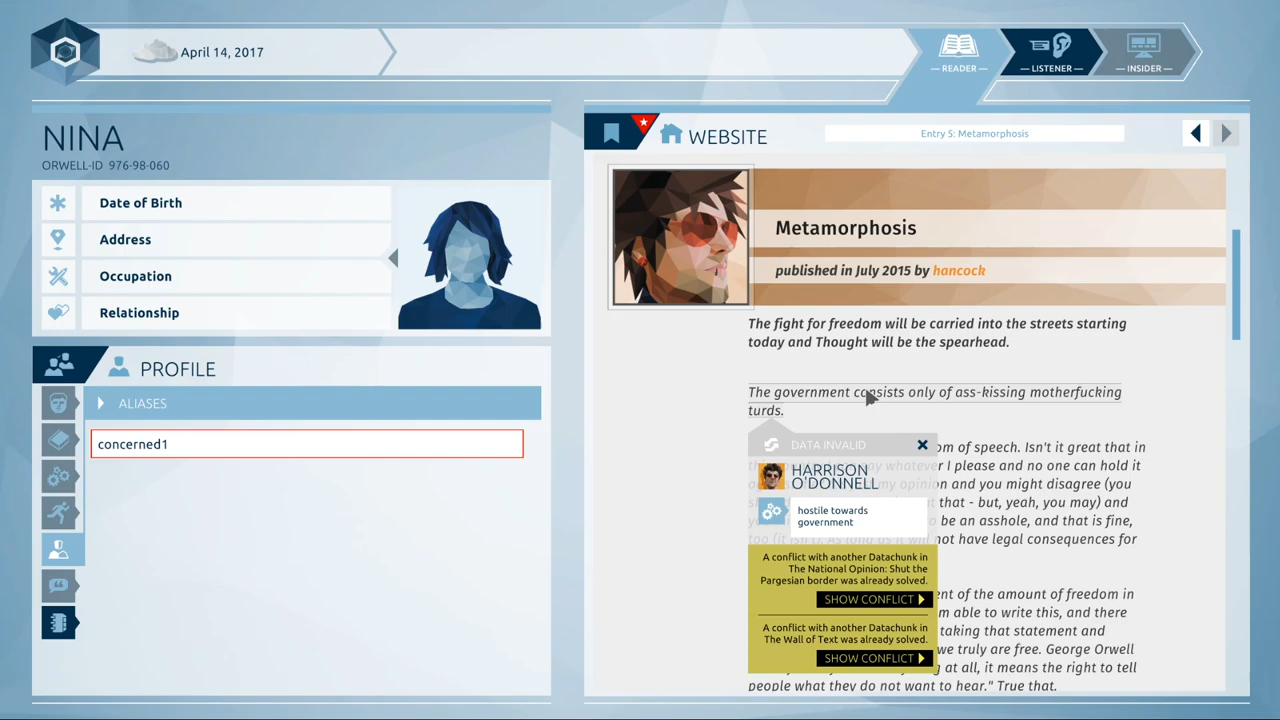 April 14, 2017
— READER —
— LISTENER —
— INSIDER —
NINA
ORWELL-ID 976-98-060
Date of Birth
Address
Occupation
Relationship
PROFILE
ALIASES
concerned1
WEBSITE
Entry 5: Metamorphosis
Metamorphosis
published in July 2015 by hancock
The fight for freedom will be carried into the streets starting
today and Thought will be the spearhead.
The government consists only of ass-kissing motherfucking
turds.
DATA INVALID
om of speech. Isn't it great that in
HARRISON
O'DONNELL
whatever I please and no one can hold it
opinion and you might disagree (you
that - but, yeah, you may) and
hostile towards
government
be an asshole, and that is fine,
too (it isn't). As long as it will not have legal consequences for
A conflict with another Datachunk in
The National Opinion: Shut the
Pargesian border was already solved.
SHOW CONFLICT
A conflict with another Datachunk in
The Wall of Text was already solved.
SHOW CONFLICT
ent of the amount of freedom in
m able to write this, and there
taking that statement and
we truly are free. George Orwell
g at all, it means the right to tell
people what they do not want to hear." True that.